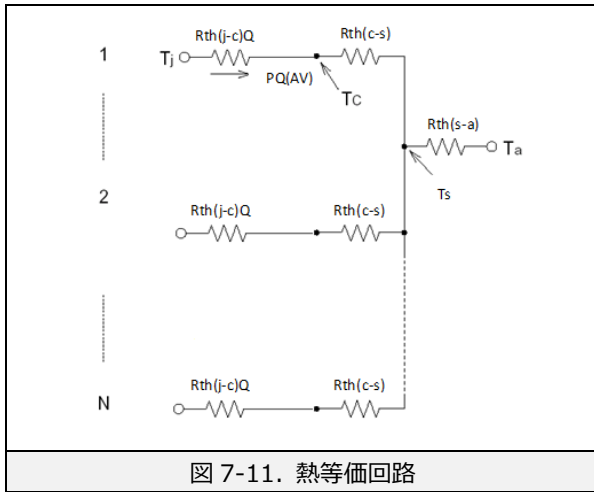 Rth(j-c)Q
Rth(c-s)
1
Tj
PQ(AV)
TC
Rth(s-a)
Ta
Ts
2
Rth(j-c)Q
Rth(c-s)
Rth(j-c)Q
Rth(c-s)
N
図 7-11. 熱等価回路